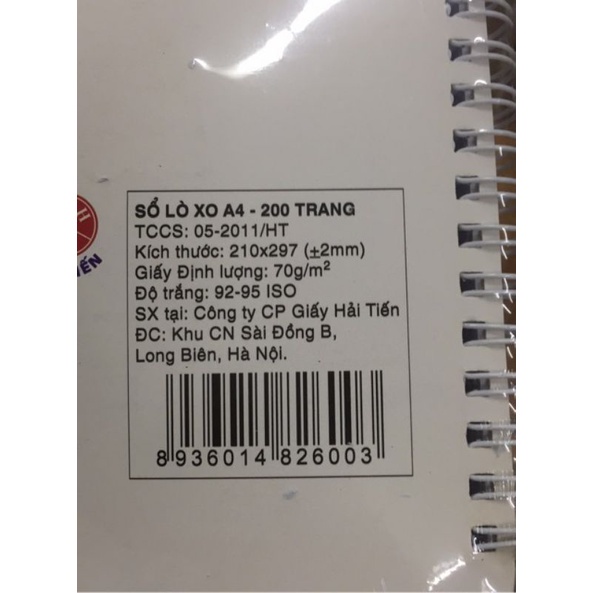 SỔ LÒ XO A4 - 200 TRANG
TCCS: 05-2011/HT
Kích thước: 210x297 (±2mm)
Giấy Định lượng: 70g/m²
Độ trắng: 92-95 ISO
SX tại: Công ty CP Giấy Hải Tiến
ĐC: Khu CN Sài Đồng B,
Long Biên, Hà Nội.
8 936014 826003